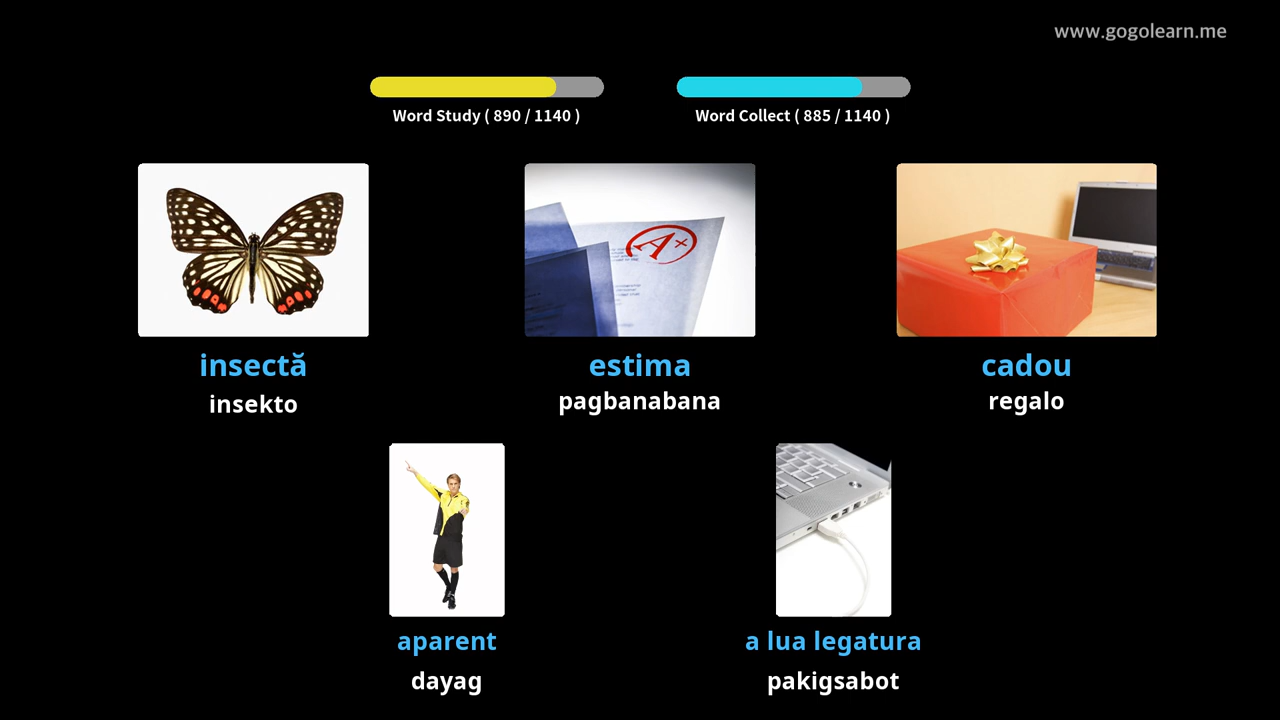 www.gogolearn.me
Word Study ( 890 / 1140 )
Word Collect ( 885 / 1140 )
A+
insectă
estima
cadou
insekto
pagbanabana
regalo
aparent
a lua legatura
dayag
pakigsabot